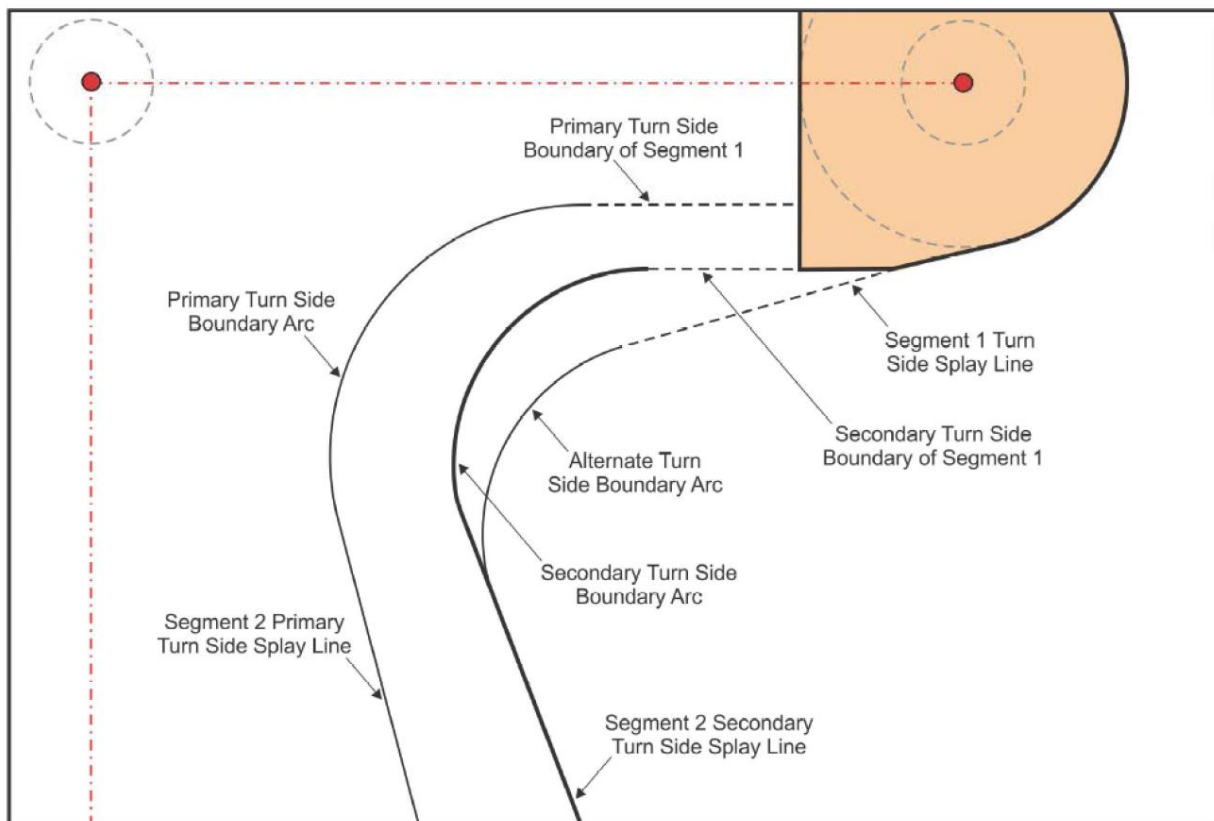 Primary Turn Side
Boundary of Segment 1
Primary Turn Side
Boundary Arc
Segment 1 Turn
Side Splay Line
Secondary Turn Side
Boundary of Segment 1
Alternate Turn
Side Boundary Arc
Secondary Turn Side
Boundary Arc
Segment 2 Primary
Turn Side Splay Line
Segment 2 Secondary
Turn Side Splay Line